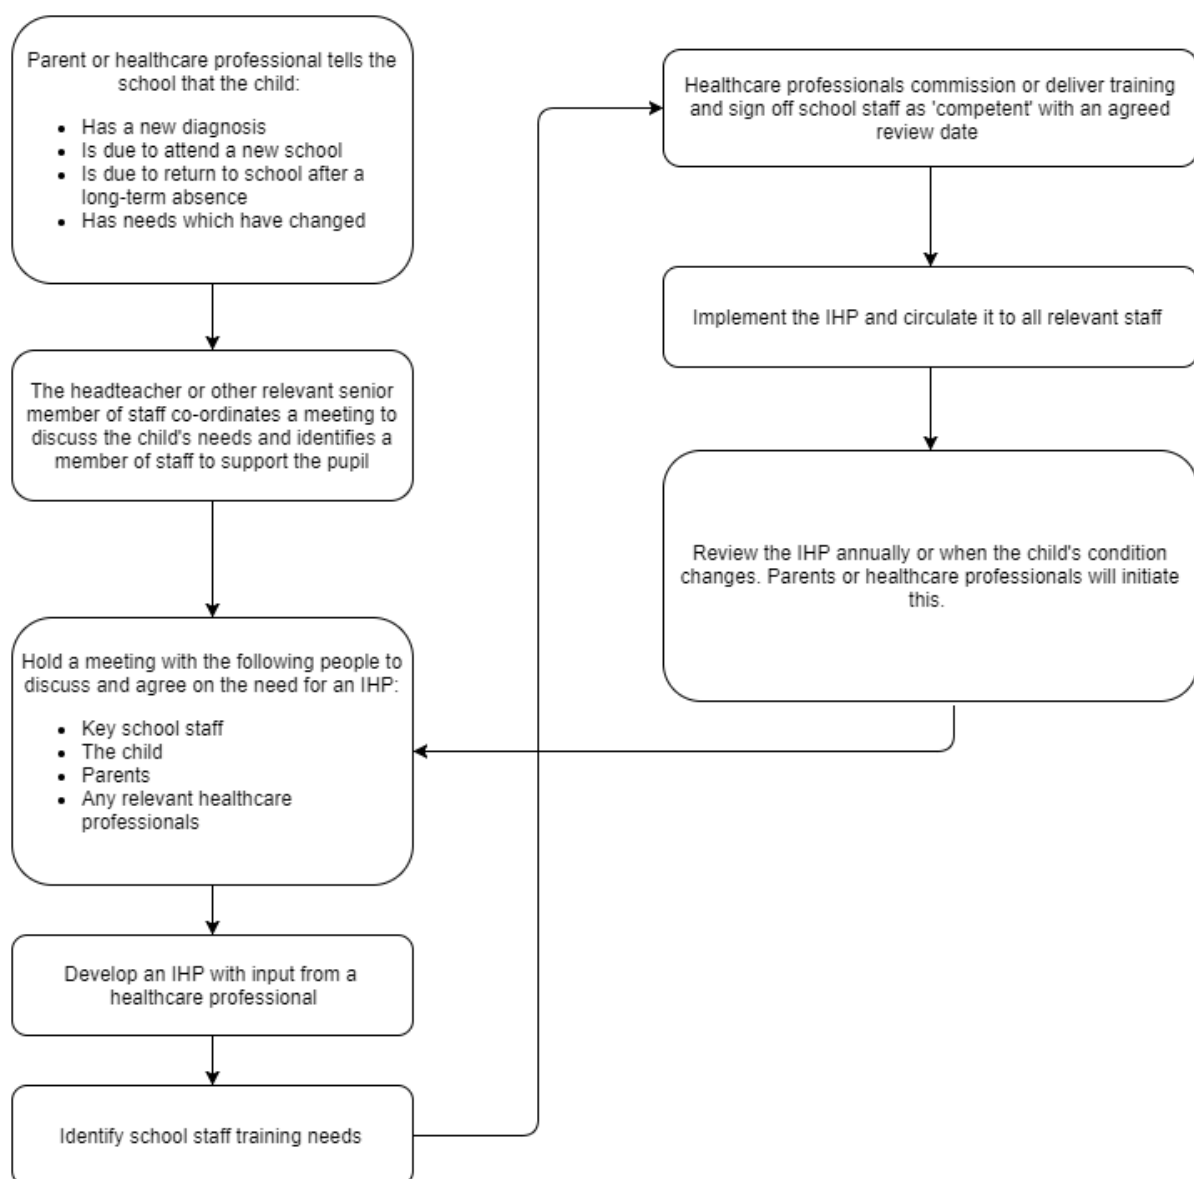 Parent or healthcare professional tells the
school that the child:
• Has a new diagnosis
• Is due to attend a new school
• Is due to return to school after a
long-term absence
• Has needs which have changed
The headteacher or other relevant senior
member of staff co-ordinates a meeting to
discuss the child's needs and identifies a
member of staff to support the pupil
Hold a meeting with the following people to
discuss and agree on the need for an IHP:
• Key school staff
• The child
• Parents
• Any relevant healthcare
professionals
Develop an IHP with input from a
healthcare professional
Identify school staff training needs
Healthcare professionals commission or deliver training
and sign off school staff as 'competent' with an agreed
review date
Implement the IHP and circulate it to all relevant staff
Review the IHP annually or when the child's condition
changes. Parents or healthcare professionals will initiate
this.